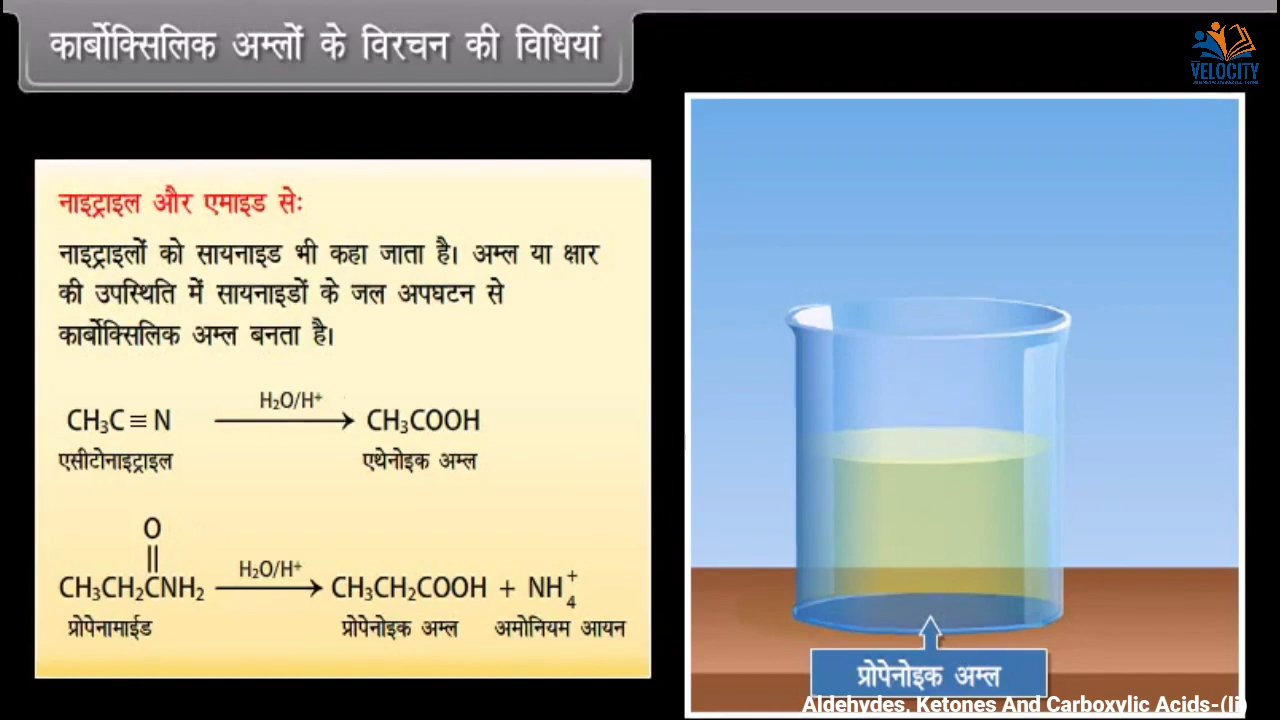 कार्बोक्सिलिक अम्लों के विरचन की विधियां
VELOCITY
नाइट्राइल और एमाइड से:
नाइट्राइलों को सायनाइड भी कहा जाता है। अम्ल या क्षार
की उपस्थिति में सायनाइडों के जल अपघटन से
कार्बोक्सिलिक अम्ल बनता है।
H₂O/H⁺
CH₃C ≡ N → CH₃COOH
एसीटोनाइट्राइल एथेनोइक अम्ल
O
||
H₂O/H⁺
CH₃CH₂CNH₂ → CH₃CH₂COOH + NH₄⁺
प्रोपेनामाईड प्रोपेनोइक अम्ल अमोनियम आयन
प्रोपेनोइक अम्ल
Aldehydes, Ketones And Carboxylic Acids-(Ii)